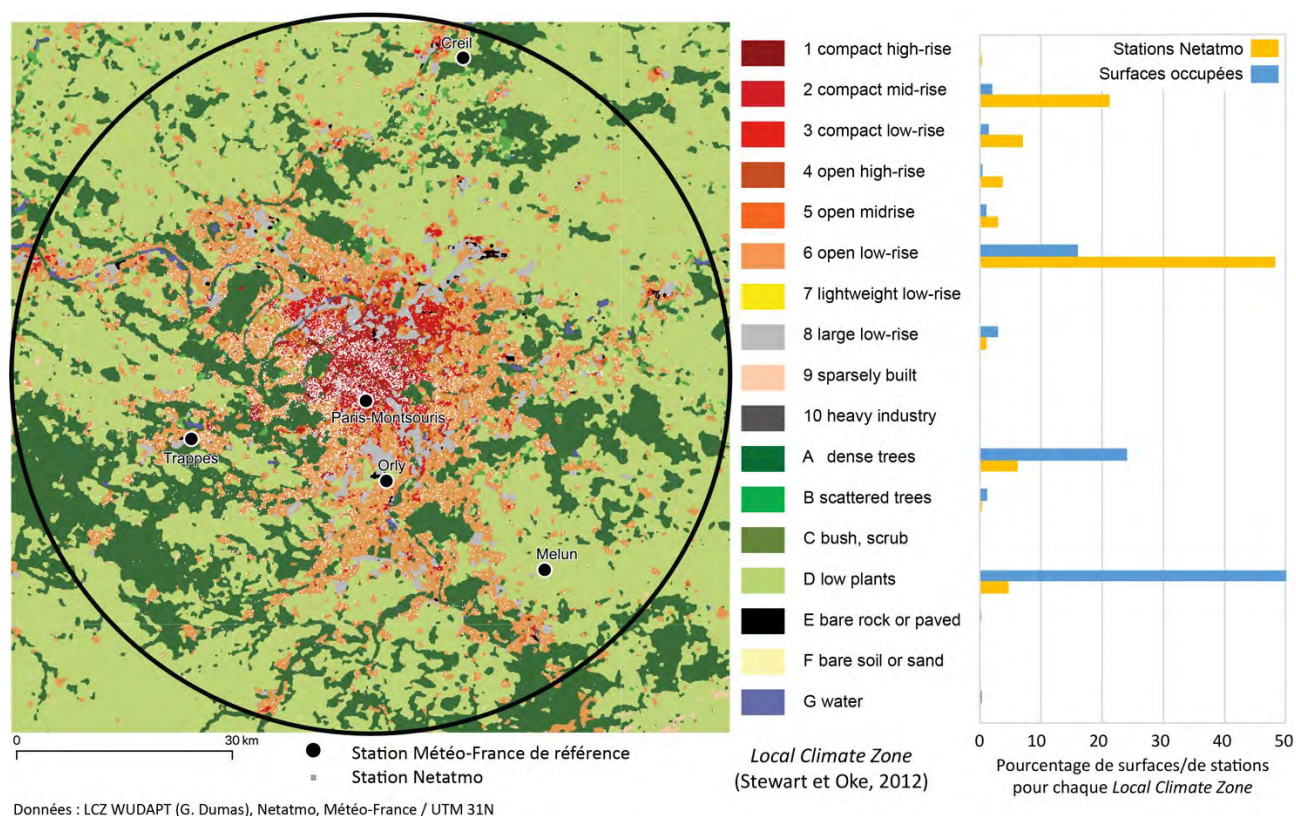 Creil
Paris-Montsouris
Trappes
Orly
Melun
0 30 km
Station Météo-France de référence
Station Netatmo
Données : LCZ WUDAPT (G. Dumas), Netatmo, Météo-France / UTM 31N
1 compact high-rise
2 compact mid-rise
3 compact low-rise
4 open high-rise
5 open midrise
6 open low-rise
7 lightweight low-rise
8 large low-rise
9 sparsely built
10 heavy industry
A dense trees
B scattered trees
C bush, scrub
D low plants
E bare rock or paved
F bare soil or sand
G water
Local Climate Zone
(Stewart et Oke, 2012)
Stations Netatmo
Surfaces occupées
0 10 20 30 40 50
Pourcentage de surfaces/de stations
pour chaque Local Climate Zone